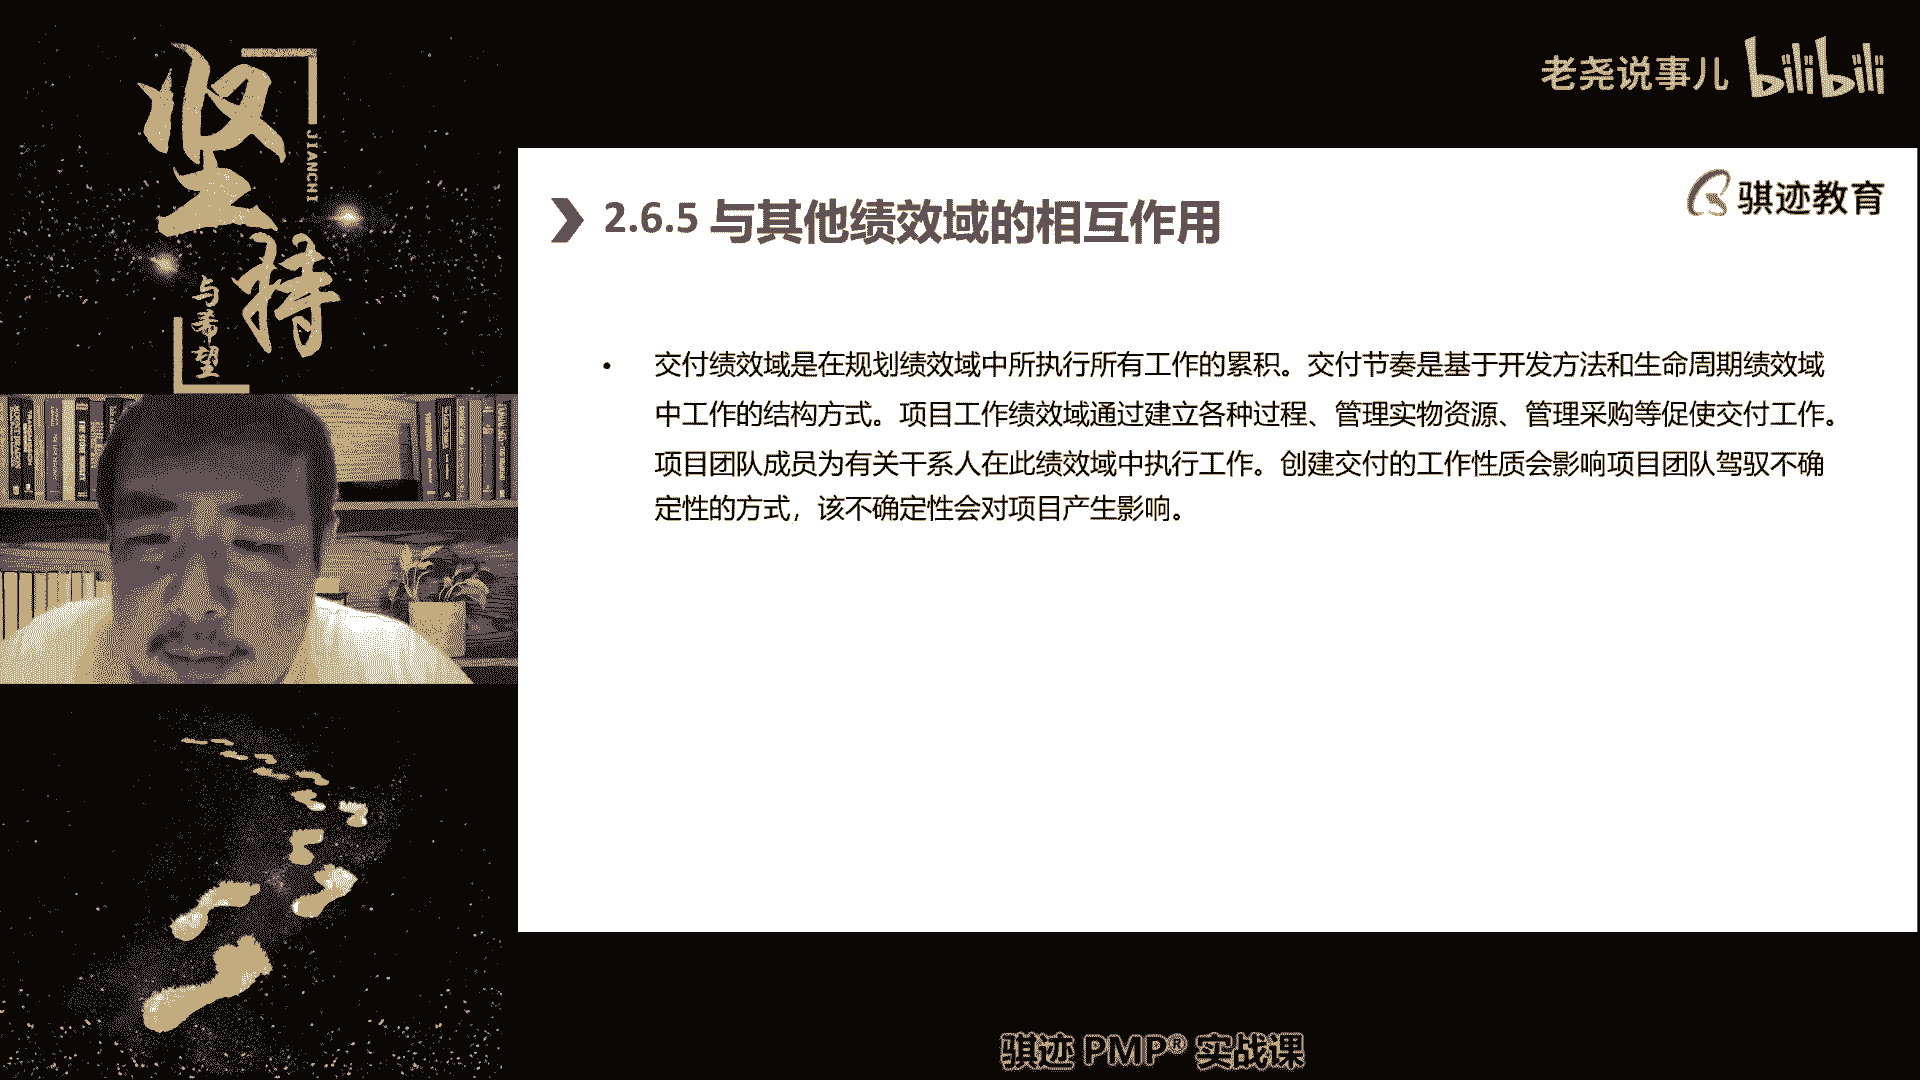 坚持
JIANCHI
与希望
老尧说事儿 bilibili
骐迹教育
2.6.5 与其他绩效域的相互作用
• 交付绩效域是在规划绩效域中所执行所有工作的累积。交付节奏是基于开发方法和生命周期绩效域
中工作的结构方式。项目工作绩效域通过建立各种过程、管理实物资源、管理采购等促使交付工作。
项目团队成员为有关干系人在此绩效域中执行工作。创建交付的工作性质会影响项目团队驾驭不确
定性的方式，该不确定性会对项目产生影响。
骐迹 PMP® 实战课